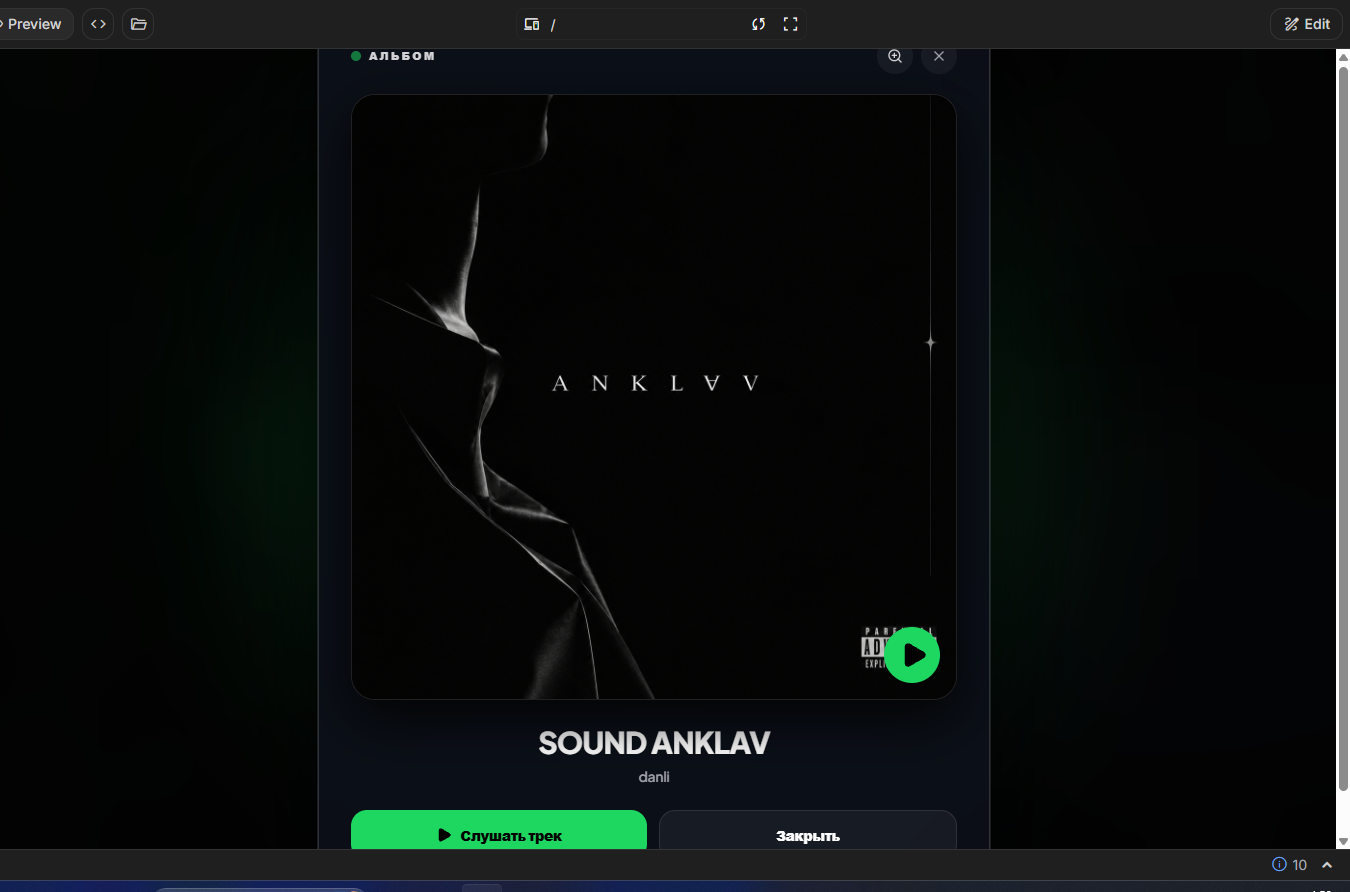 Preview
/
Edit
АЛЬБОМ
A N K L Ɐ V
SOUND ANKLAV
danli
Слушать трек
Закрыть
10